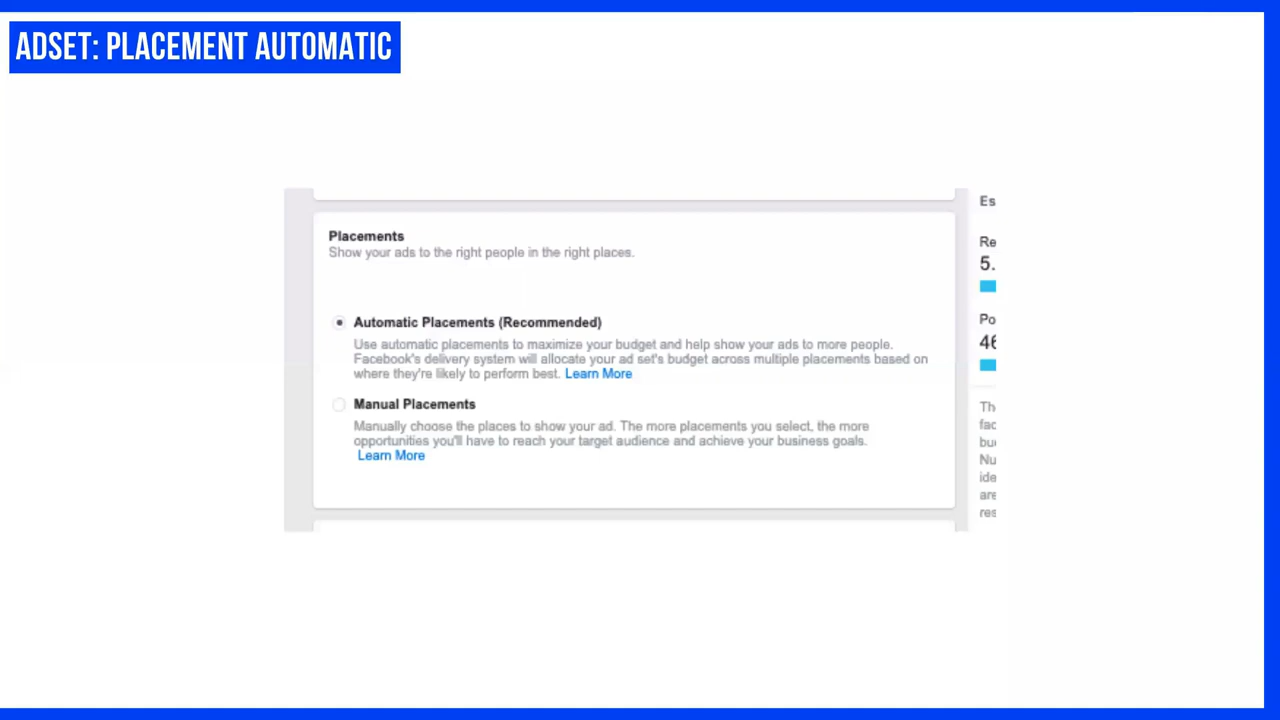 ADSET: PLACEMENT AUTOMATIC
Placements
Show your ads to the right people in the right places.
Automatic Placements (Recommended)
Use automatic placements to maximize your budget and help show your ads to more people.
Facebook's delivery system will allocate your ad set's budget across multiple placements based on
where they're likely to perform best. Learn More
Manual Placements
Manually choose the places to show your ad. The more placements you select, the more
opportunities you'll have to reach your target audience and achieve your business goals.
Learn More
Es
Re
5.
Po
46
Th
fac
bu
Nu
ide
are
res